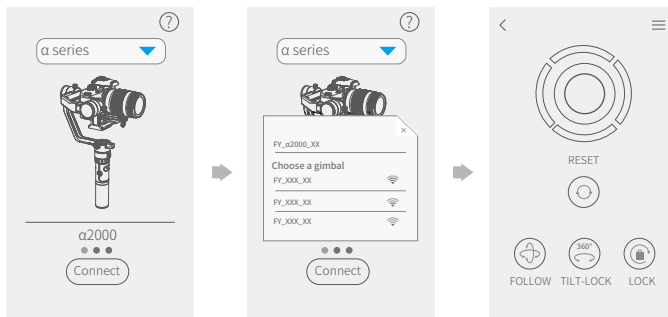 ?
α series
α2000
Connect
?
α series
×
FY_α2000_XX
Choose a gimbal
FY_XXX_XX
FY_XXX_XX
FY_XXX_XX
Connect
RESET
360°
FOLLOW TILT-LOCK LOCK